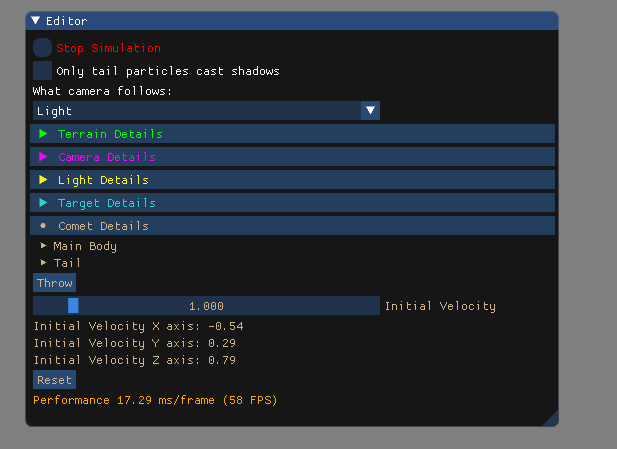 Editor
Stop Simulation
Only tail particles cast shadows
What camera follows:
Light
Terrain Details
Camera Details
Light Details
Target Details
Comet Details
Main Body
Tail
Throw
1.000 Initial Velocity
Initial Velocity X axis: -0.54
Initial Velocity Y axis: 0.29
Initial Velocity Z axis: 0.79
Reset
Performance 17.29 ms/frame (58 FPS)